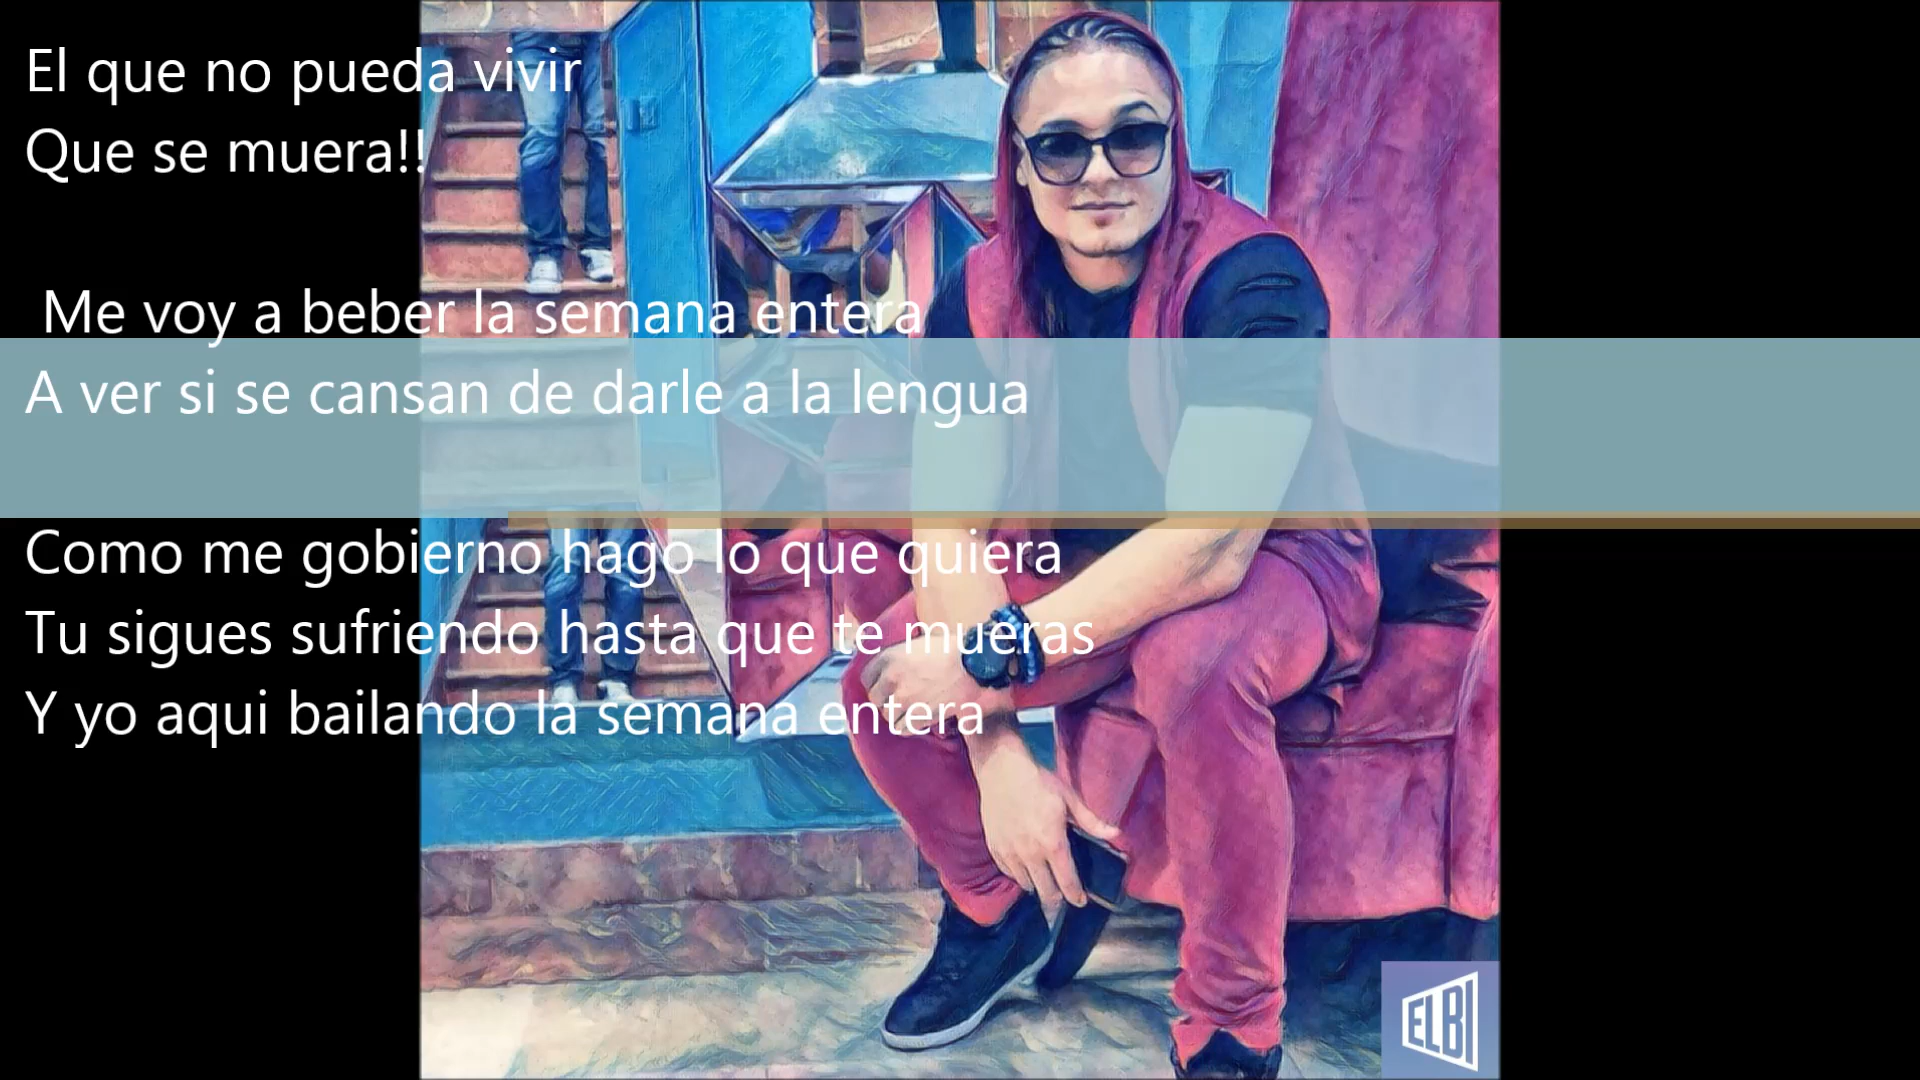 El que no pueda vivir
Que se muera!!
Me voy a beber la semana entera
A ver si se cansan de darle a la lengua
Como me gobierno hago lo que quiera
Tu sigues sufriendo hasta que te mueras
Y yo aqui bailando la semana entera
ELBI